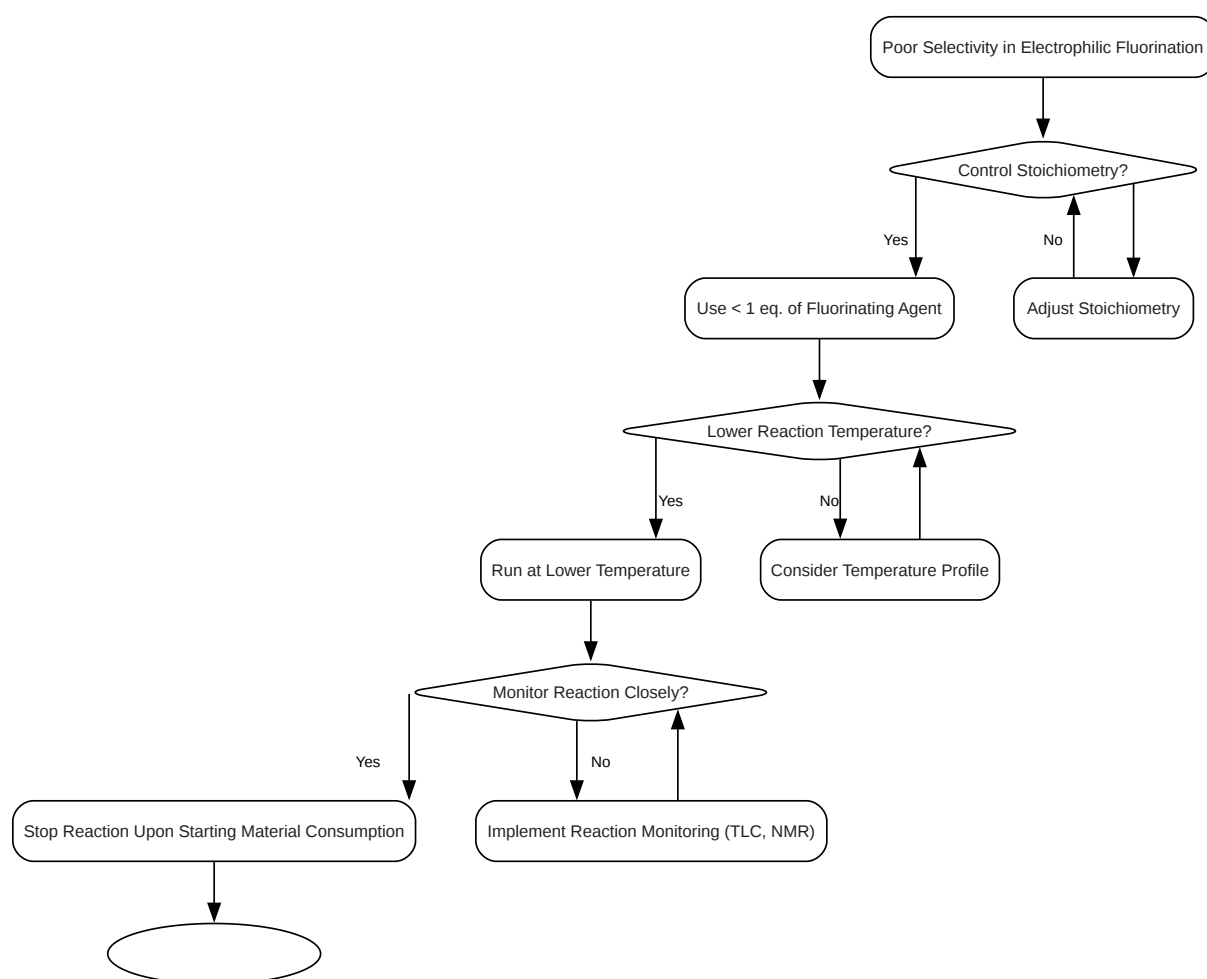 Poor Selectivity in Electrophilic Fluorination
Control Stoichiometry?
Yes
No
Use < 1 eq. of Fluorinating Agent
Adjust Stoichiometry
Lower Reaction Temperature?
Yes
No
Run at Lower Temperature
Consider Temperature Profile
Monitor Reaction Closely?
Yes
No
Stop Reaction Upon Starting Material Consumption
Implement Reaction Monitoring (TLC, NMR)